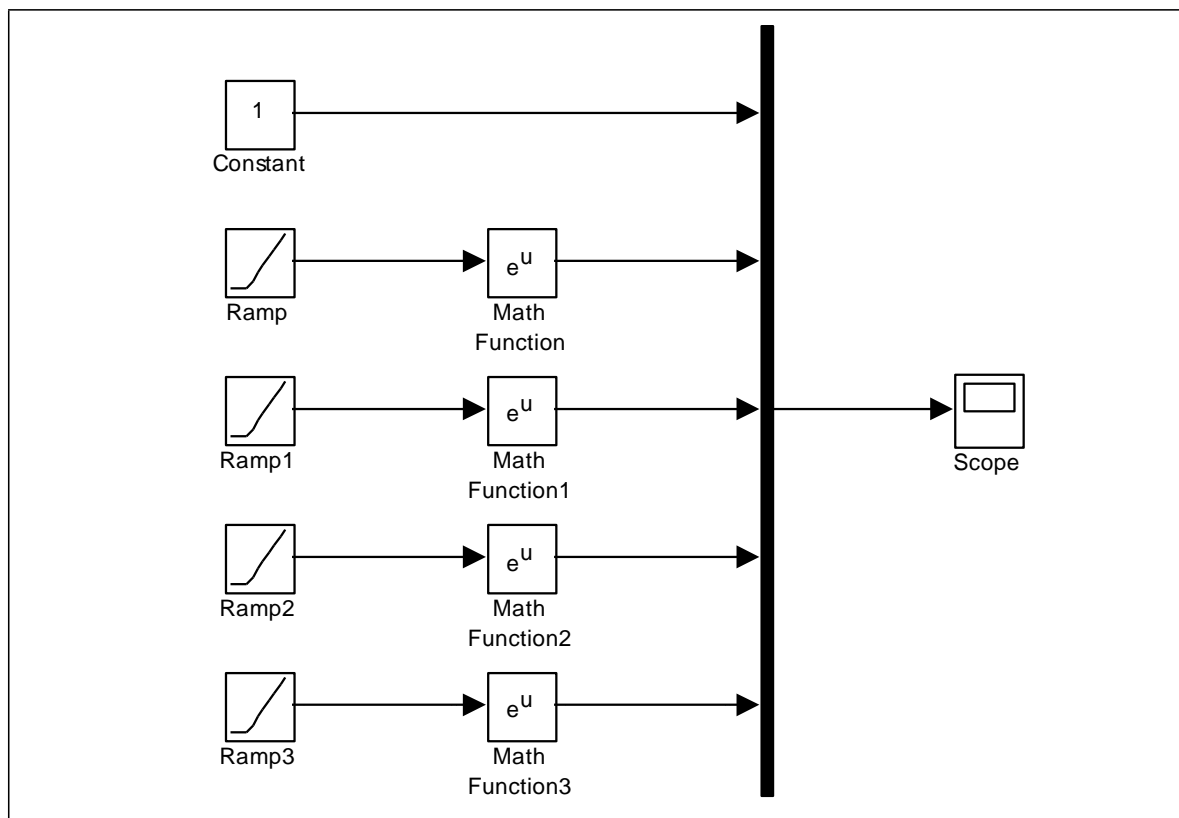 1
Constant
Ramp
e^u
Math
Function
Ramp1
e^u
Math
Function1
Scope
Ramp2
e^u
Math
Function2
Ramp3
e^u
Math
Function3